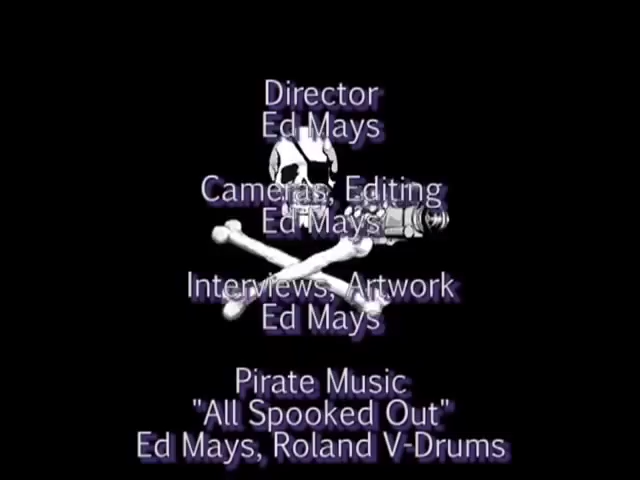 Director
Ed Mays
Cameras, Editing
Ed Mays
Interviews, Artwork
Ed Mays
Pirate Music
"All Spooked Out"
Ed Mays, Roland V-Drums